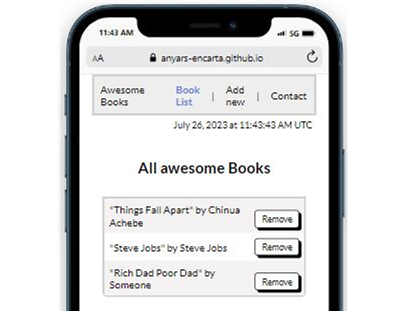 11:43 AM 5G
AA anyars-encarta.github.io
Awesome Books Book List | Add new | Contact
July 26, 2023 at 11:43:43 AM UTC
All awesome Books
"Things Fall Apart" by Chinua
Achebe
Remove
"Steve Jobs" by Steve Jobs
Remove
"Rich Dad Poor Dad" by
Someone
Remove